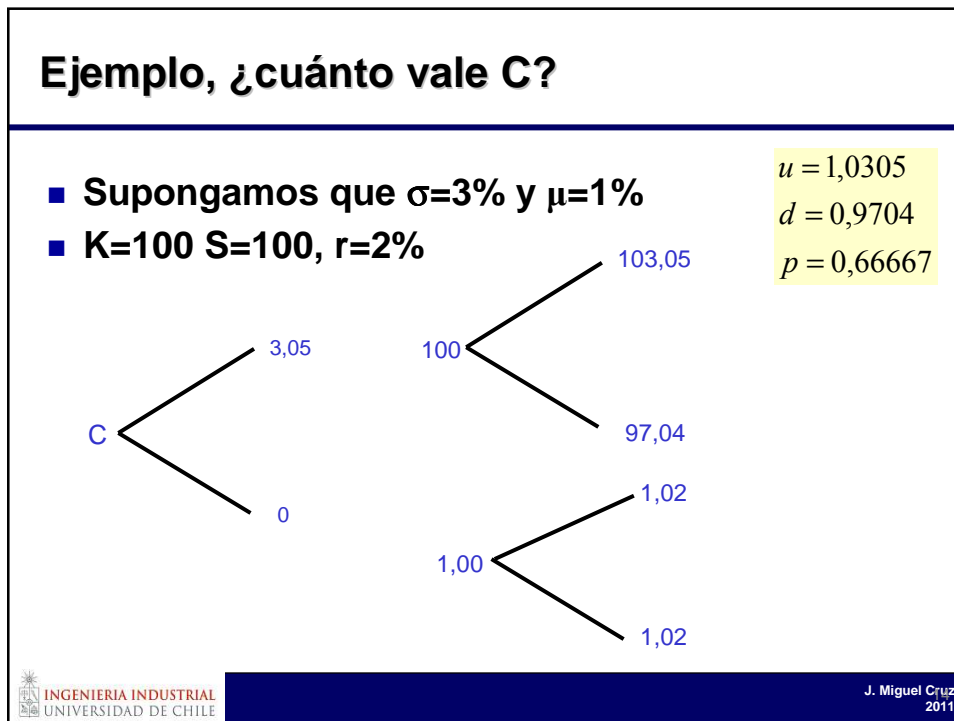 Ejemplo, ¿cuánto vale C?
■ Supongamos que σ=3% y μ=1%
■ K=100 S=100, r=2%
u = 1,0305
d = 0,9704
p = 0,66667
C
3,05
0
100
103,05
97,04
1,00
1,02
1,02
INGENIERIA INDUSTRIAL
UNIVERSIDAD DE CHILE
J. Miguel Cruz
14
2011